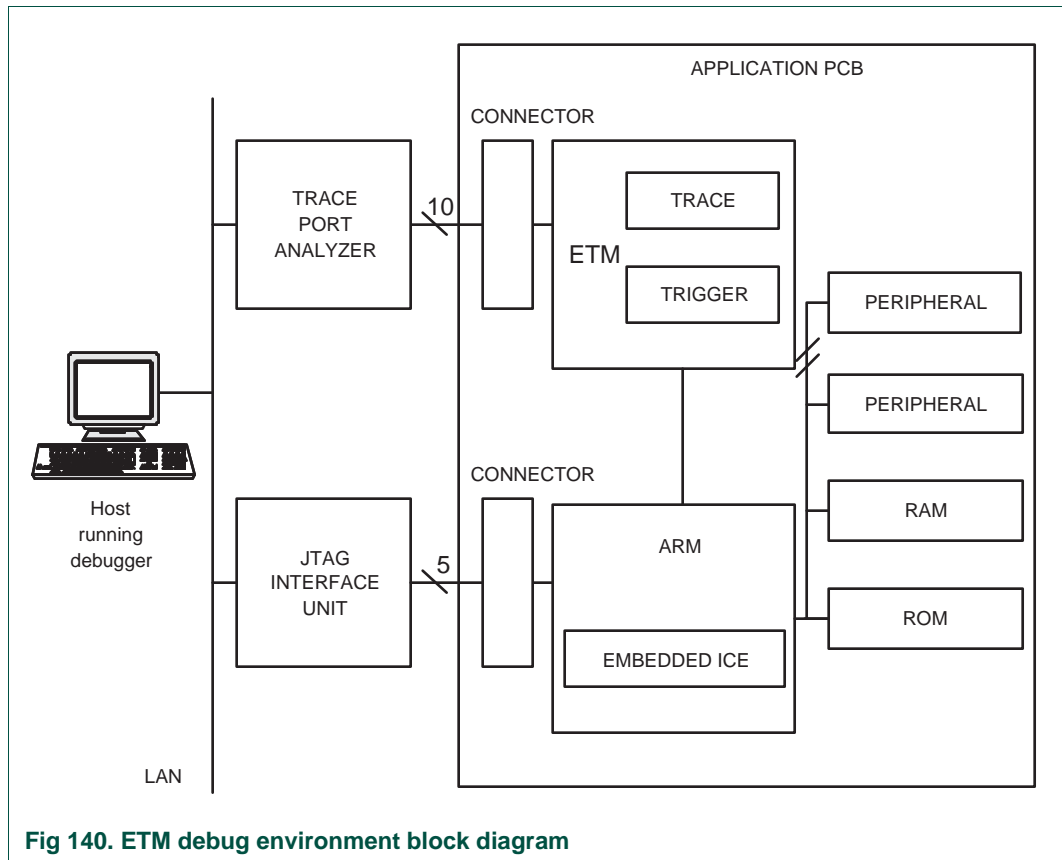 APPLICATION PCB
CONNECTOR
TRACE
PORT
ANALYZER
10
ETM
TRACE
TRIGGER
PERIPHERAL
PERIPHERAL
Host
running
debugger
CONNECTOR
JTAG
INTERFACE
UNIT
5
ARM
EMBEDDED ICE
RAM
ROM
LAN
Fig 140. ETM debug environment block diagram